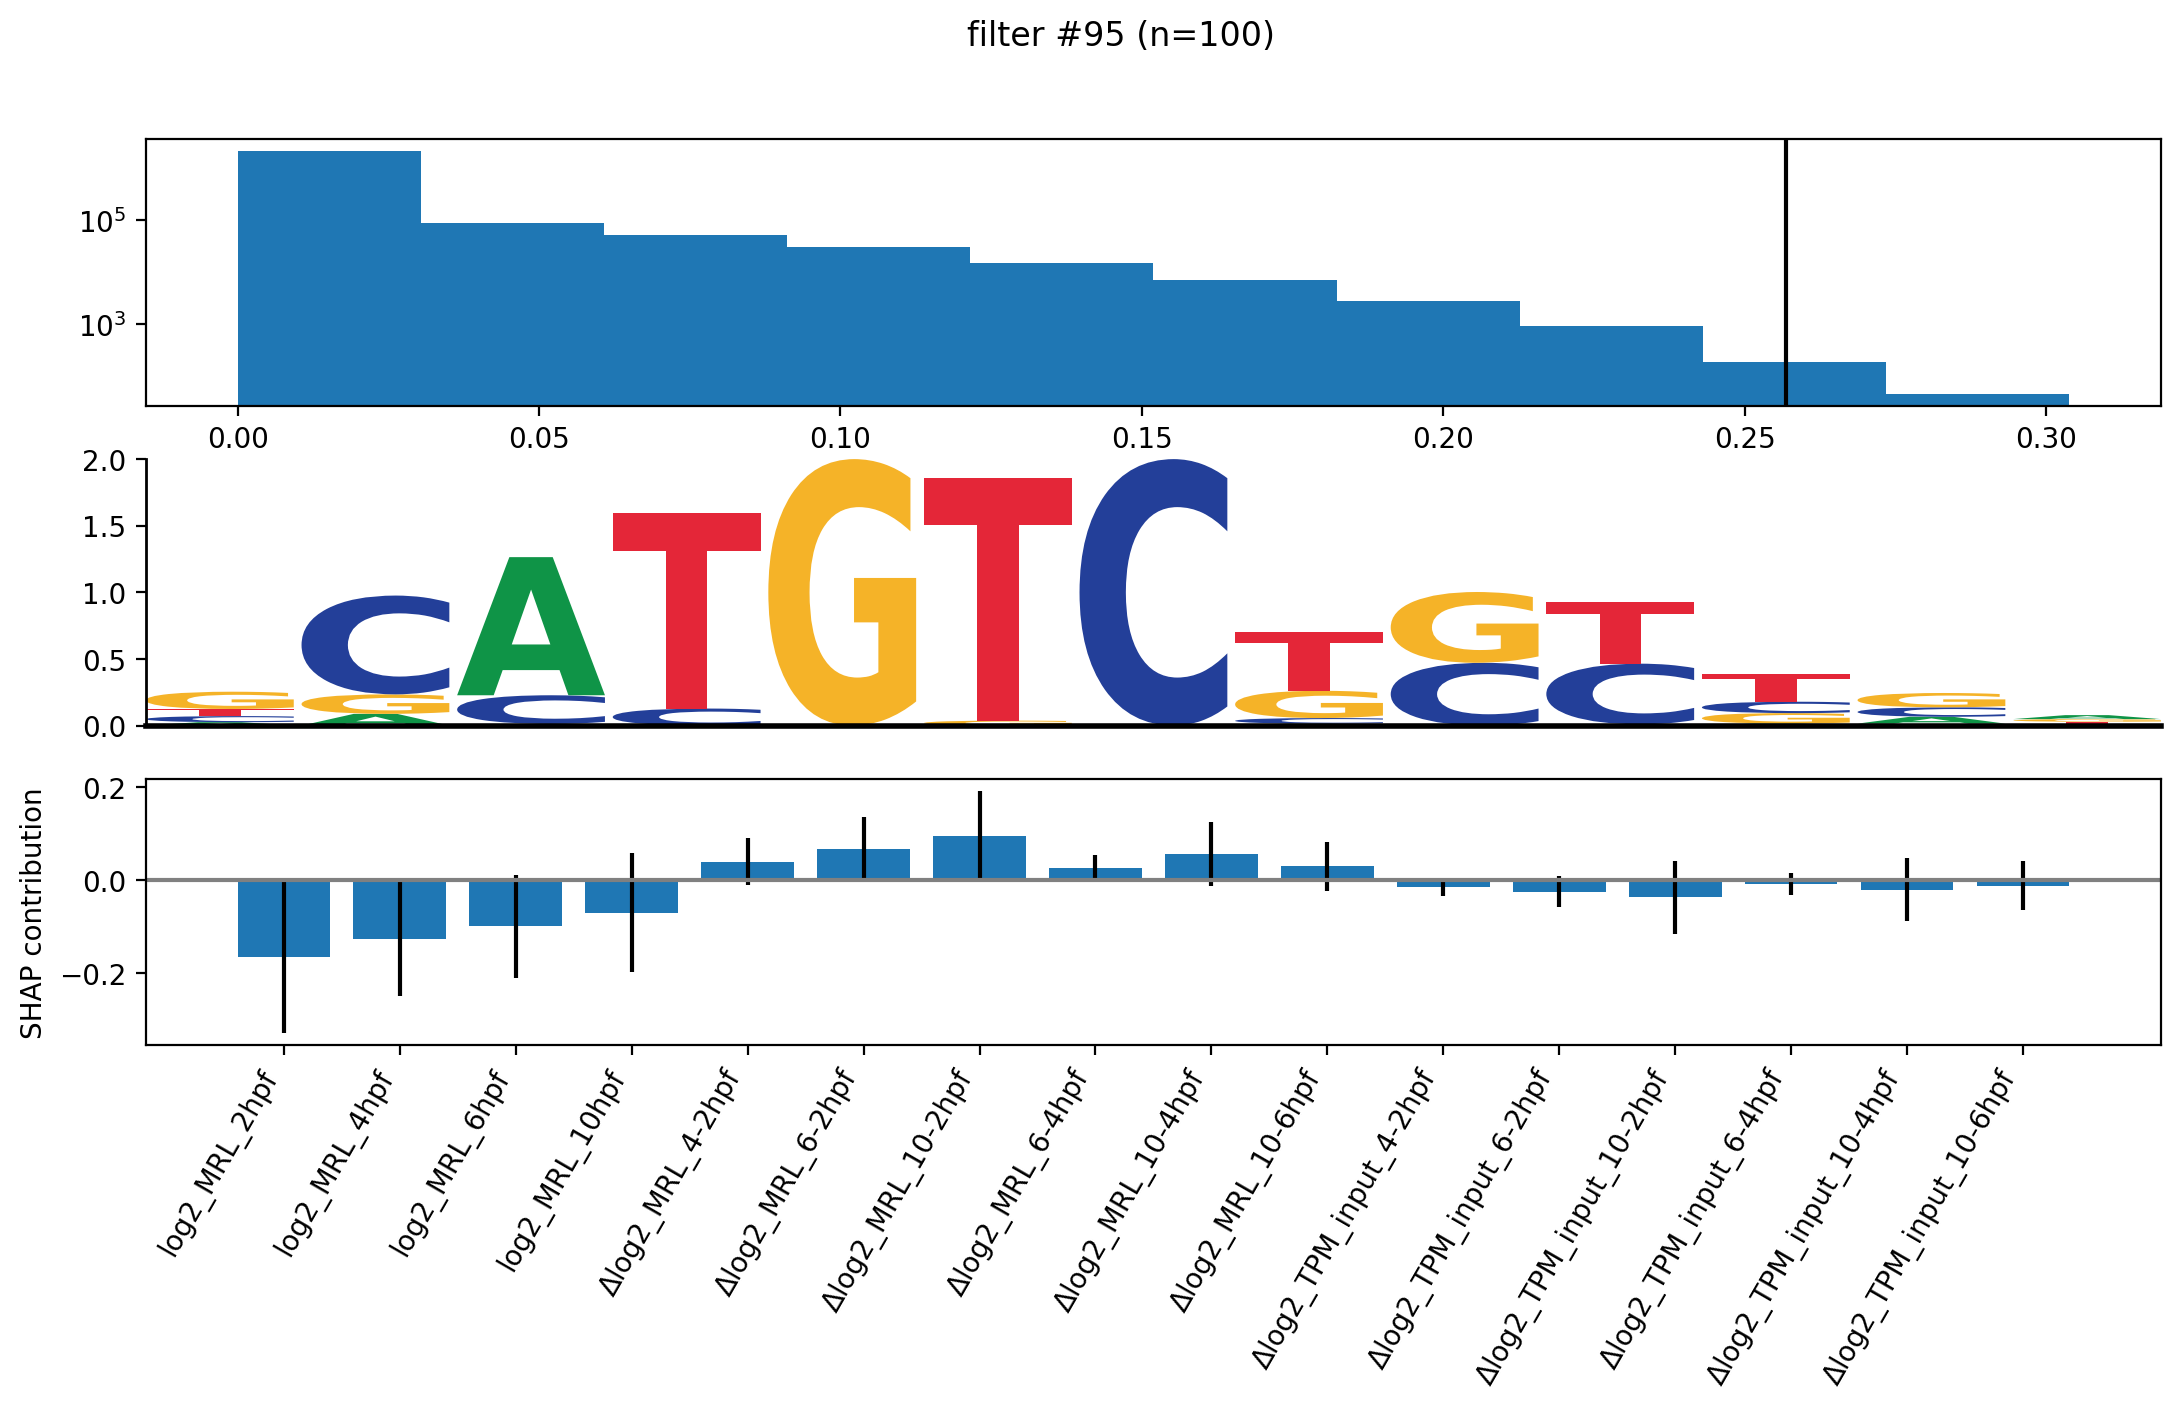 filter #95 (n=100)
10^5
10^3
0.00 0.05 0.10 0.15 0.20 0.25 0.30
2.0
1.5
1.0
0.5
0.0
C A T G T C T G T
SHAP contribution
0.2
0.0
−0.2
log2_MRL_2hpf
log2_MRL_4hpf
log2_MRL_6hpf
log2_MRL_10hpf
Δlog2_MRL_4-2hpf
Δlog2_MRL_6-2hpf
Δlog2_MRL_10-2hpf
Δlog2_MRL_6-4hpf
Δlog2_MRL_10-4hpf
Δlog2_MRL_10-6hpf
Δlog2_TPM_input_4-2hpf
Δlog2_TPM_input_6-2hpf
Δlog2_TPM_input_10-2hpf
Δlog2_TPM_input_6-4hpf
Δlog2_TPM_input_10-4hpf
Δlog2_TPM_input_10-6hpf